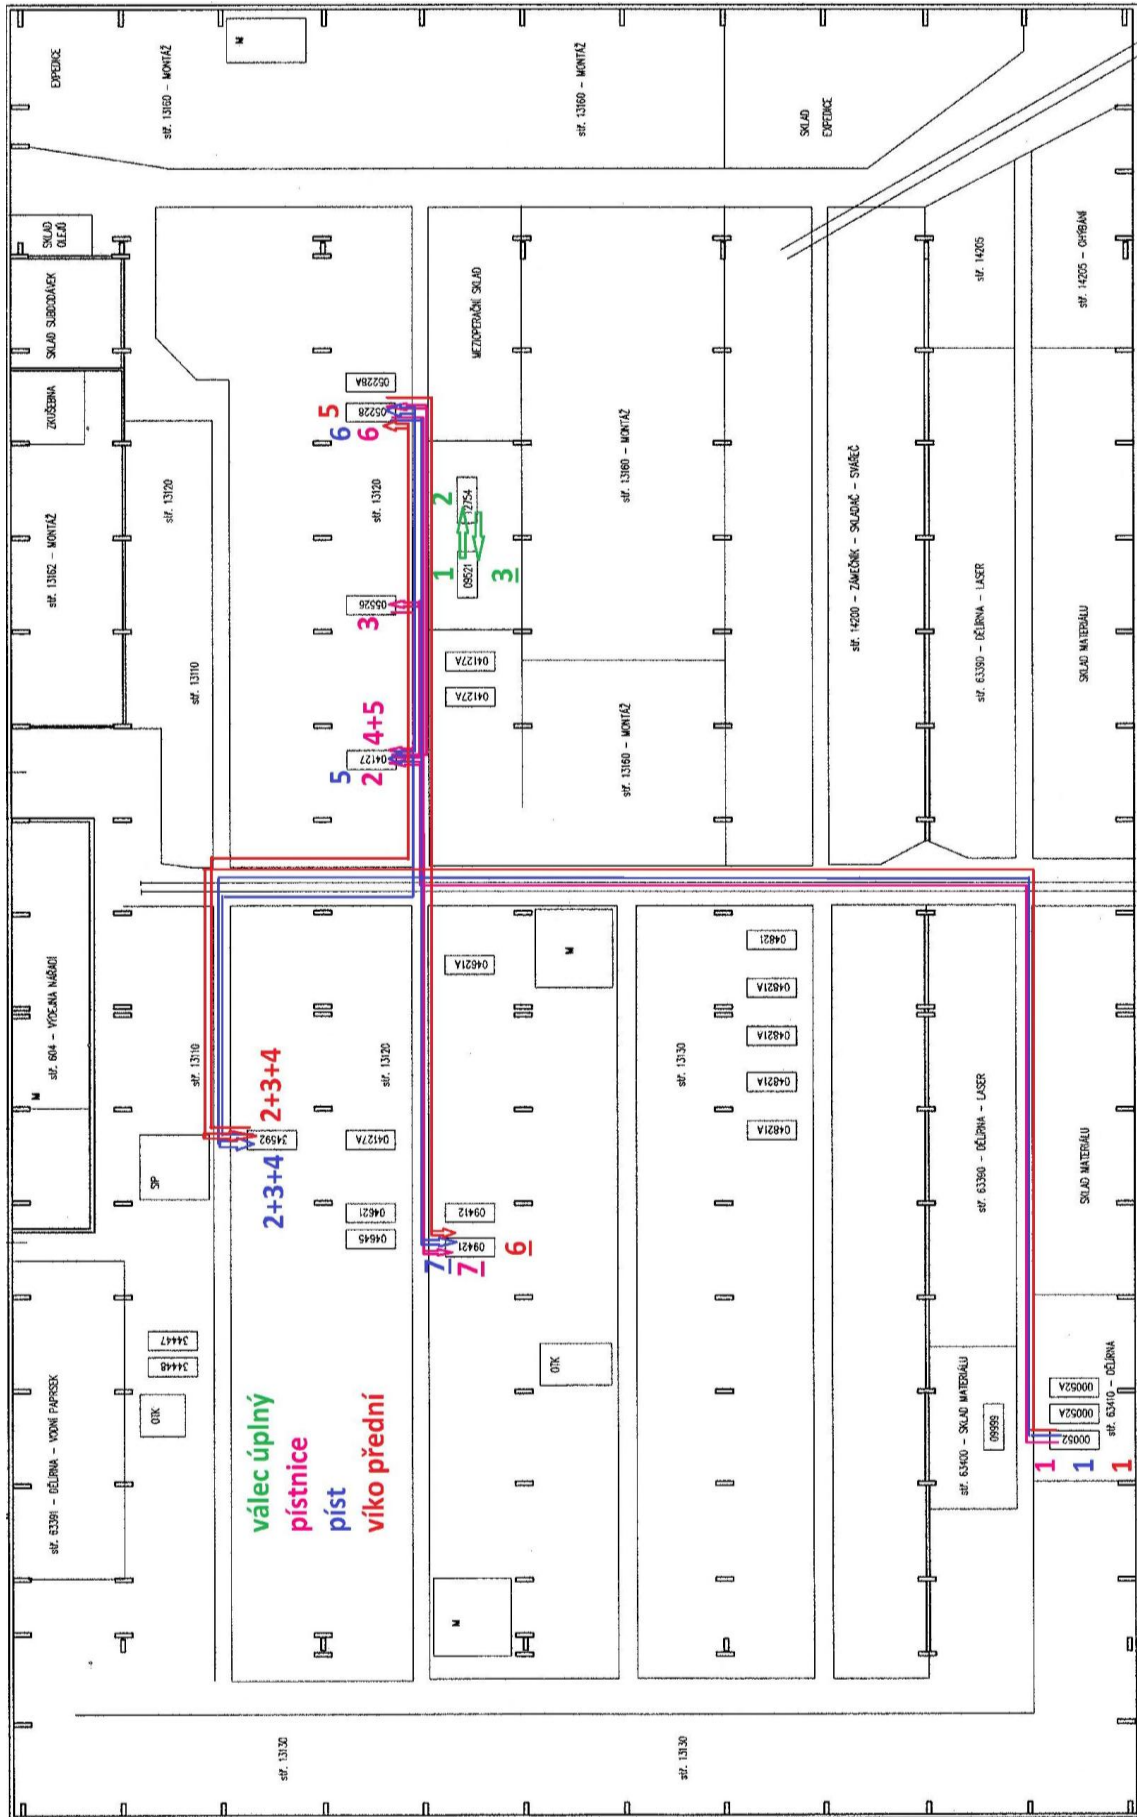 EXPEDICE
stř. 13160 – MONTÁŽ
M
stř. 13160 – MONTÁŽ
SKLAD
EXPEDICE
SKLAD
OLEJŮ
SKLAD SUBDODÁVEK
ZKUŠEBNA
stř. 13162 – MONTÁŽ
stř. 13120
stř. 13110
MEZIOPERAČNÍ SKLAD
stř. 14205
stř. 14205 – OHÝBÁNÍ
05228A
05228
5
6
6
stř. 13120
2
12754
1
09521
3
05526
3
04127A
04127A
4+5
04127
5
2
stř. 13160 – MONTÁŽ
stř. 13160 – MONTÁŽ
stř. 14200 – ZÁMEČNÍK – SKLADAČ – SVÁŘEČ
stř. 63390 – DĚLÍRNA – LASER
SKLAD MATERIÁLU
stř. 604 – VÝDEJNA NÁŘADÍ
M
stř. 13110
SIP
34592
2+3+4
2+3+4
stř. 13120
04127A
04621
04645
04621A
M
09412
09421
7
7
6
stř. 13130
04821
04821A
04821A
04821A
04821A
stř. 63390 – DĚLÍRNA – LASER
SKLAD MATERIÁLU
stř. 63391 – DĚLÍRNA – VODNÍ PAPRSEK
34447
34448
OTK
OTK
válec úplný
pístnice
píst
víko přední
M
stř. 63400 – SKLAD MATERIÁLU
09999
stř. 63410 – DĚLÍRNA
00052A
00052A
00052
1
1
1
stř. 13130
stř. 13130